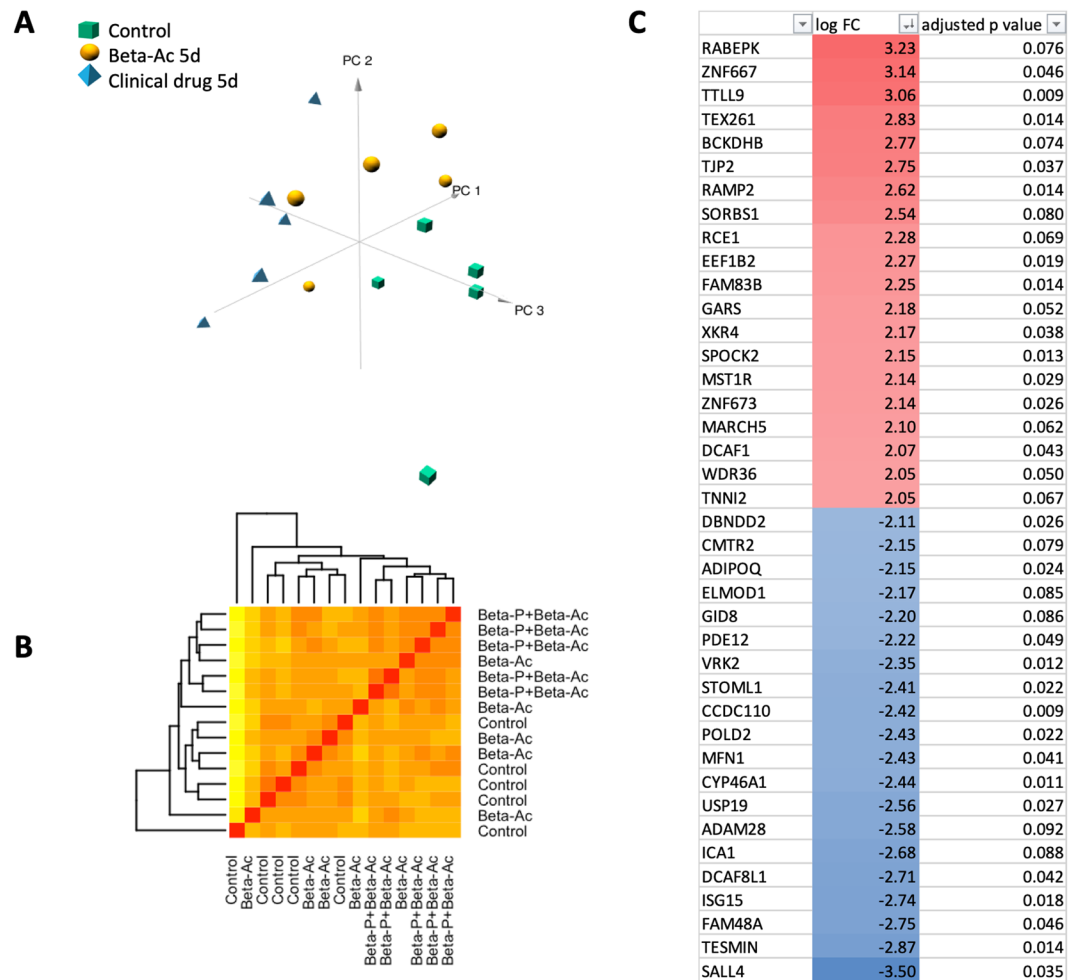 A
Control
Beta-Ac 5d
Clinical drug 5d
PC 2
PC 1
PC 3
B
Beta-P+Beta-Ac
Beta-P+Beta-Ac
Beta-P+Beta-Ac
Beta-Ac
Beta-P+Beta-Ac
Beta-P+Beta-Ac
Beta-Ac
Control
Beta-Ac
Beta-Ac
Control
Control
Control
Beta-Ac
Control
Control
Beta-Ac
Control
Control
Control
Beta-Ac
Beta-Ac
Control
Beta-Ac
Beta-P+Beta-Ac
Beta-P+Beta-Ac
Beta-Ac
Beta-P+Beta-Ac
Beta-P+Beta-Ac
Beta-P+Beta-Ac
C
log FC adjusted p value
RABEPK 3.23 0.076
ZNF667 3.14 0.046
TTLL9 3.06 0.009
TEX261 2.83 0.014
BCKDHB 2.77 0.074
TJP2 2.75 0.037
RAMP2 2.62 0.014
SORBS1 2.54 0.080
RCE1 2.28 0.069
EEF1B2 2.27 0.019
FAM83B 2.25 0.014
GARS 2.18 0.052
XKR4 2.17 0.038
SPOCK2 2.15 0.013
MST1R 2.14 0.029
ZNF673 2.14 0.026
MARCH5 2.10 0.062
DCAF1 2.07 0.043
WDR36 2.05 0.050
TNNI2 2.05 0.067
DBNDD2 -2.11 0.026
CMTR2 -2.15 0.079
ADIPOQ -2.15 0.024
ELMOD1 -2.17 0.085
GID8 -2.20 0.086
PDE12 -2.22 0.049
VRK2 -2.35 0.012
STOML1 -2.41 0.022
CCDC110 -2.42 0.009
POLD2 -2.43 0.022
MFN1 -2.43 0.041
CYP46A1 -2.44 0.011
USP19 -2.56 0.027
ADAM28 -2.58 0.092
ICA1 -2.68 0.088
DCAF8L1 -2.71 0.042
ISG15 -2.74 0.018
FAM48A -2.75 0.046
TESMIN -2.87 0.014
SALL4 -3.50 0.035